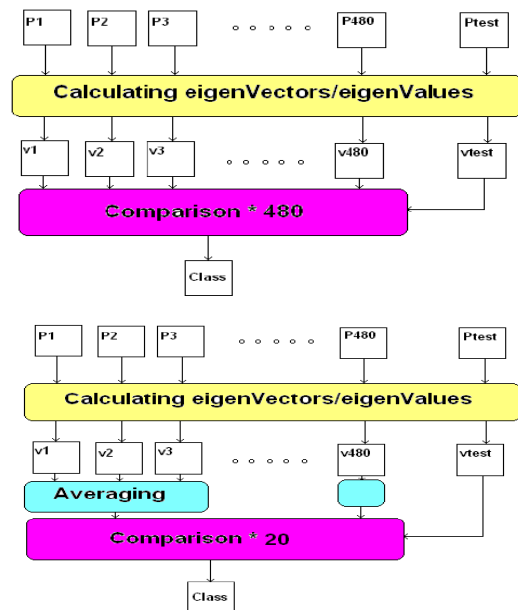 P1 P2 P3 P480 Ptest
Calculating eigenVectors/eigenValues
v1 v2 v3 v480 vtest
Comparison * 480
Class
P1 P2 P3 P480 Ptest
Calculating eigenVectors/eigenValues
v1 v2 v3 v480 vtest
Averaging
Comparison * 20
Class